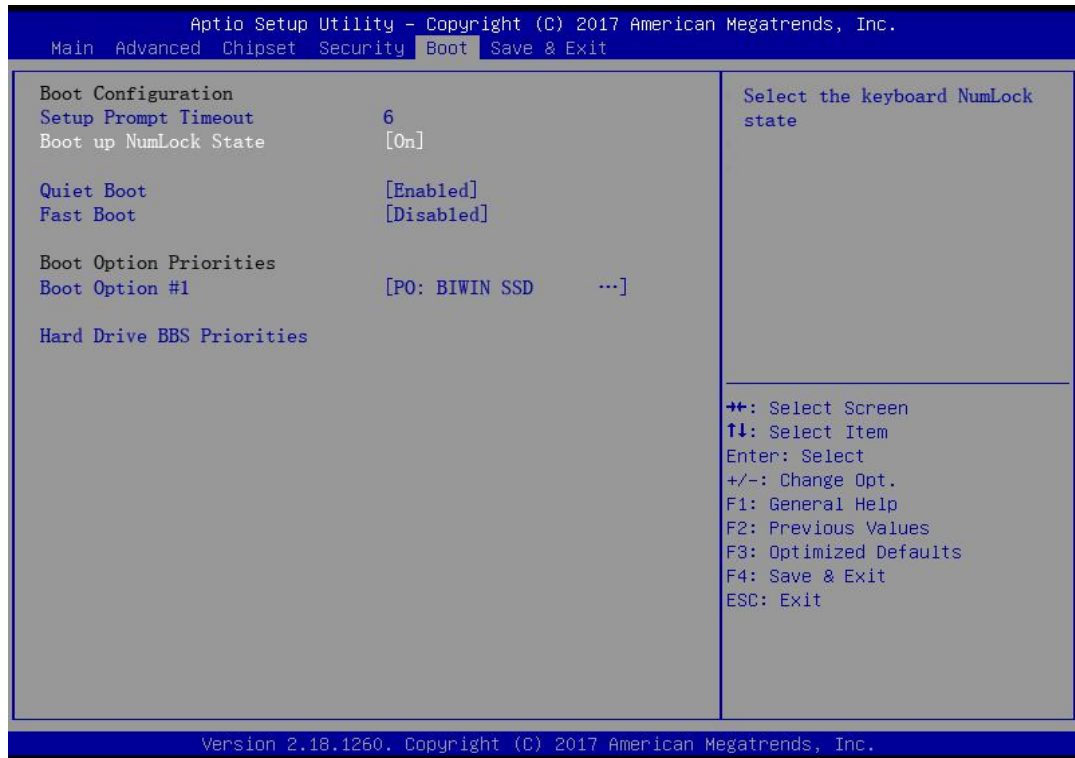 Aptio Setup Utility – Copyright (C) 2017 American Megatrends, Inc.
Main Advanced Chipset Security Boot Save & Exit
Boot Configuration
Setup Prompt Timeout 6
Boot up NumLock State [On]
Quiet Boot [Enabled]
Fast Boot [Disabled]
Boot Option Priorities
Boot Option #1 [PO: BIWIN SSD ···]
Hard Drive BBS Priorities
Select the keyboard NumLock
state
→←: Select Screen
↑↓: Select Item
Enter: Select
+/-: Change Opt.
F1: General Help
F2: Previous Values
F3: Optimized Defaults
F4: Save & Exit
ESC: Exit
Version 2.18.1260. Copyright (C) 2017 American Megatrends, Inc.